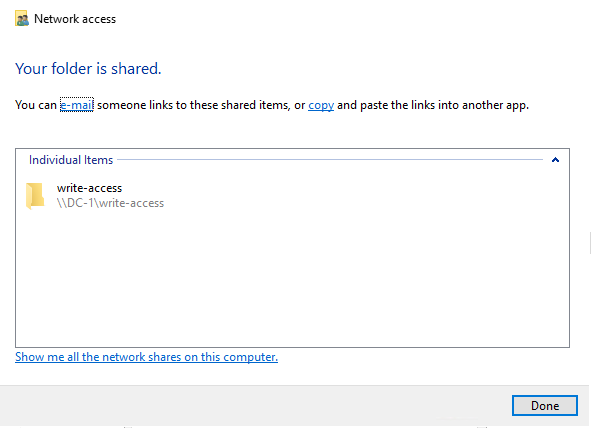 Network access
Your folder is shared.
You can e-mail someone links to these shared items, or copy and paste the links into another app.
Individual Items
write-access
\\DC-1\write-access
Show me all the network shares on this computer.
Done